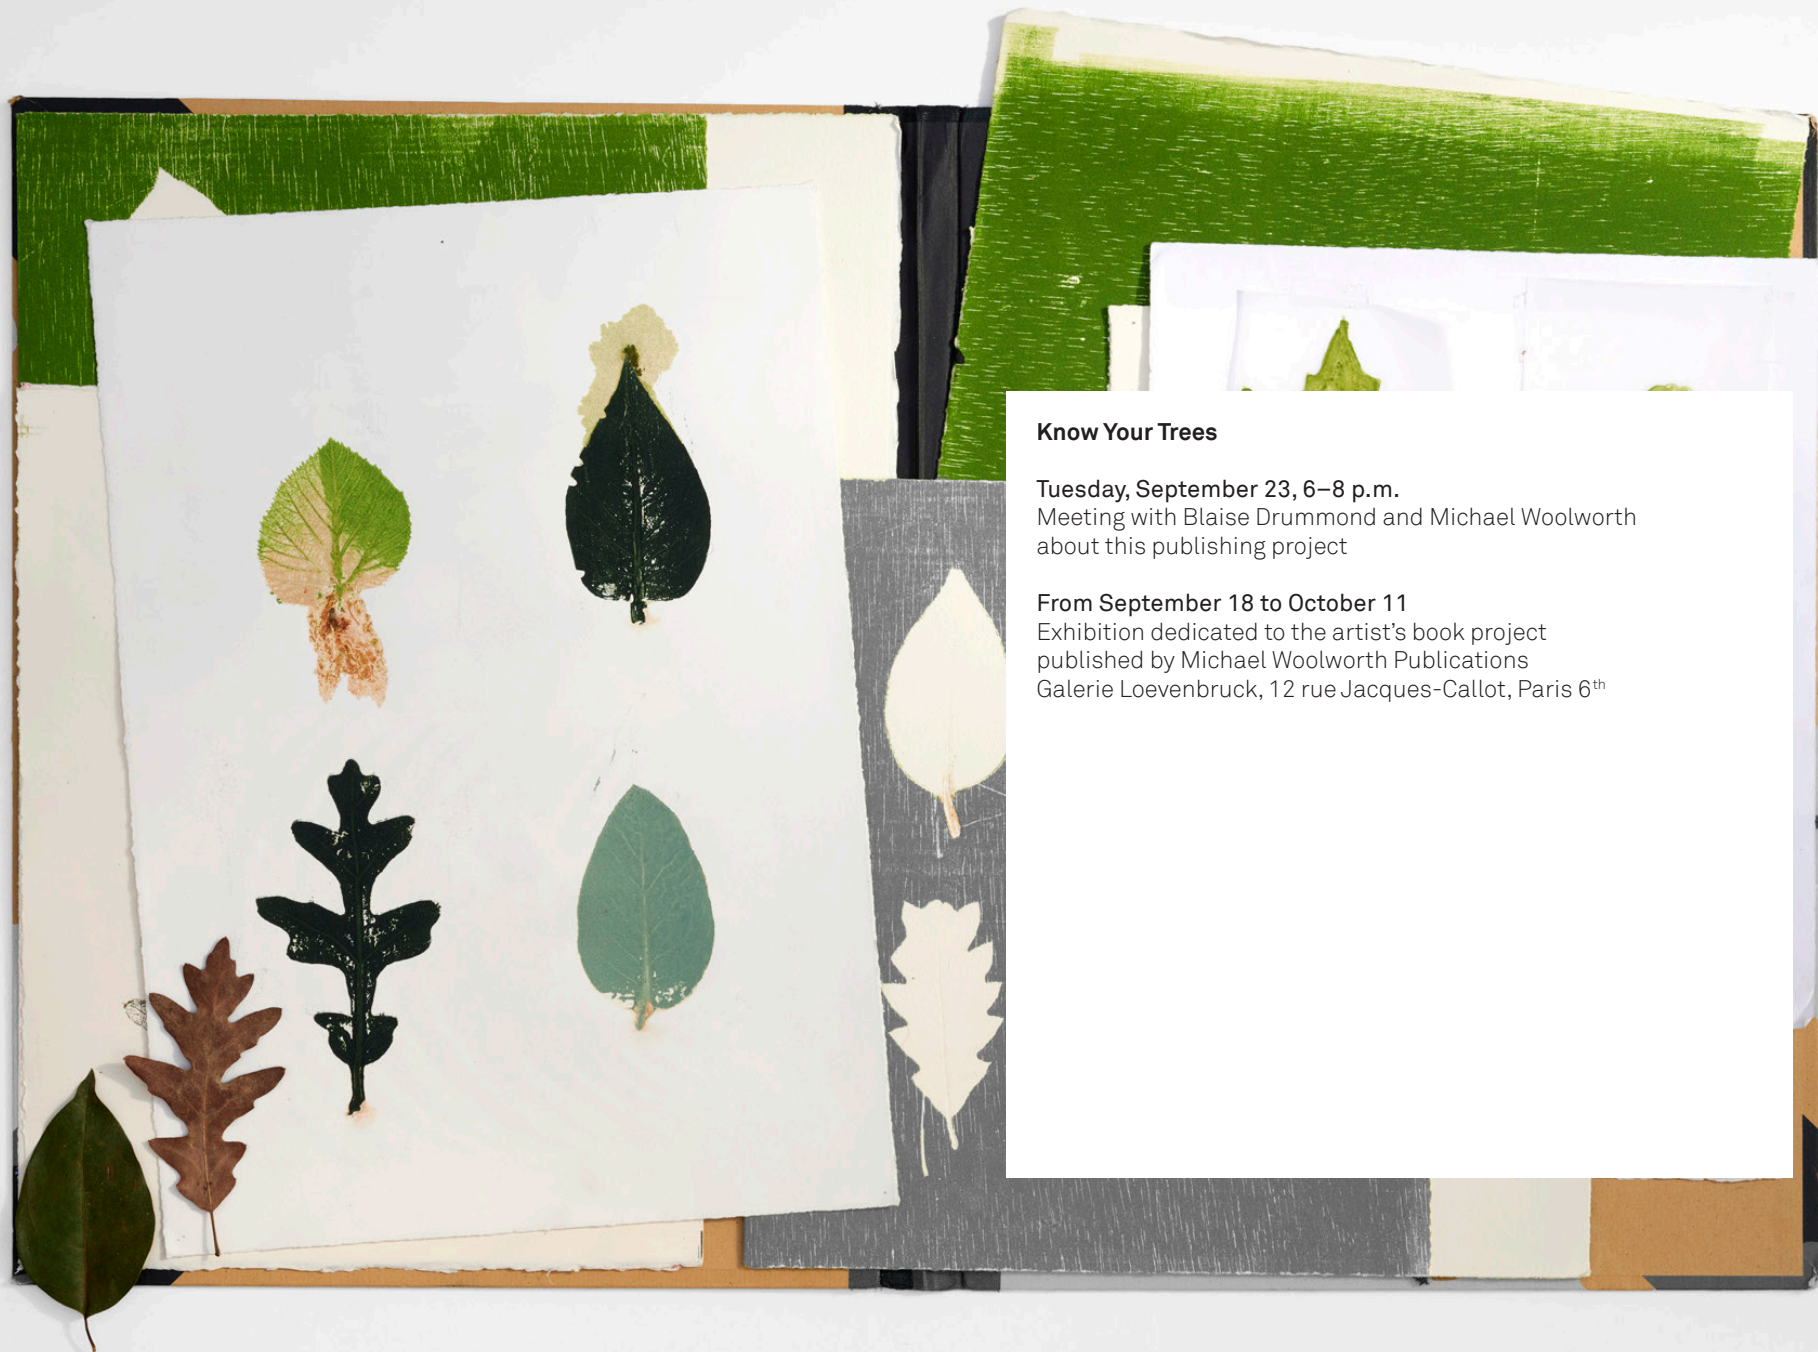 Know Your Trees
Tuesday, September 23, 6–8 p.m.
Meeting with Blaise Drummond and Michael Woolworth
about this publishing project
From September 18 to October 11
Exhibition dedicated to the artist’s book project
published by Michael Woolworth Publications
Galerie Loevenbruck, 12 rue Jacques-Callot, Paris 6th